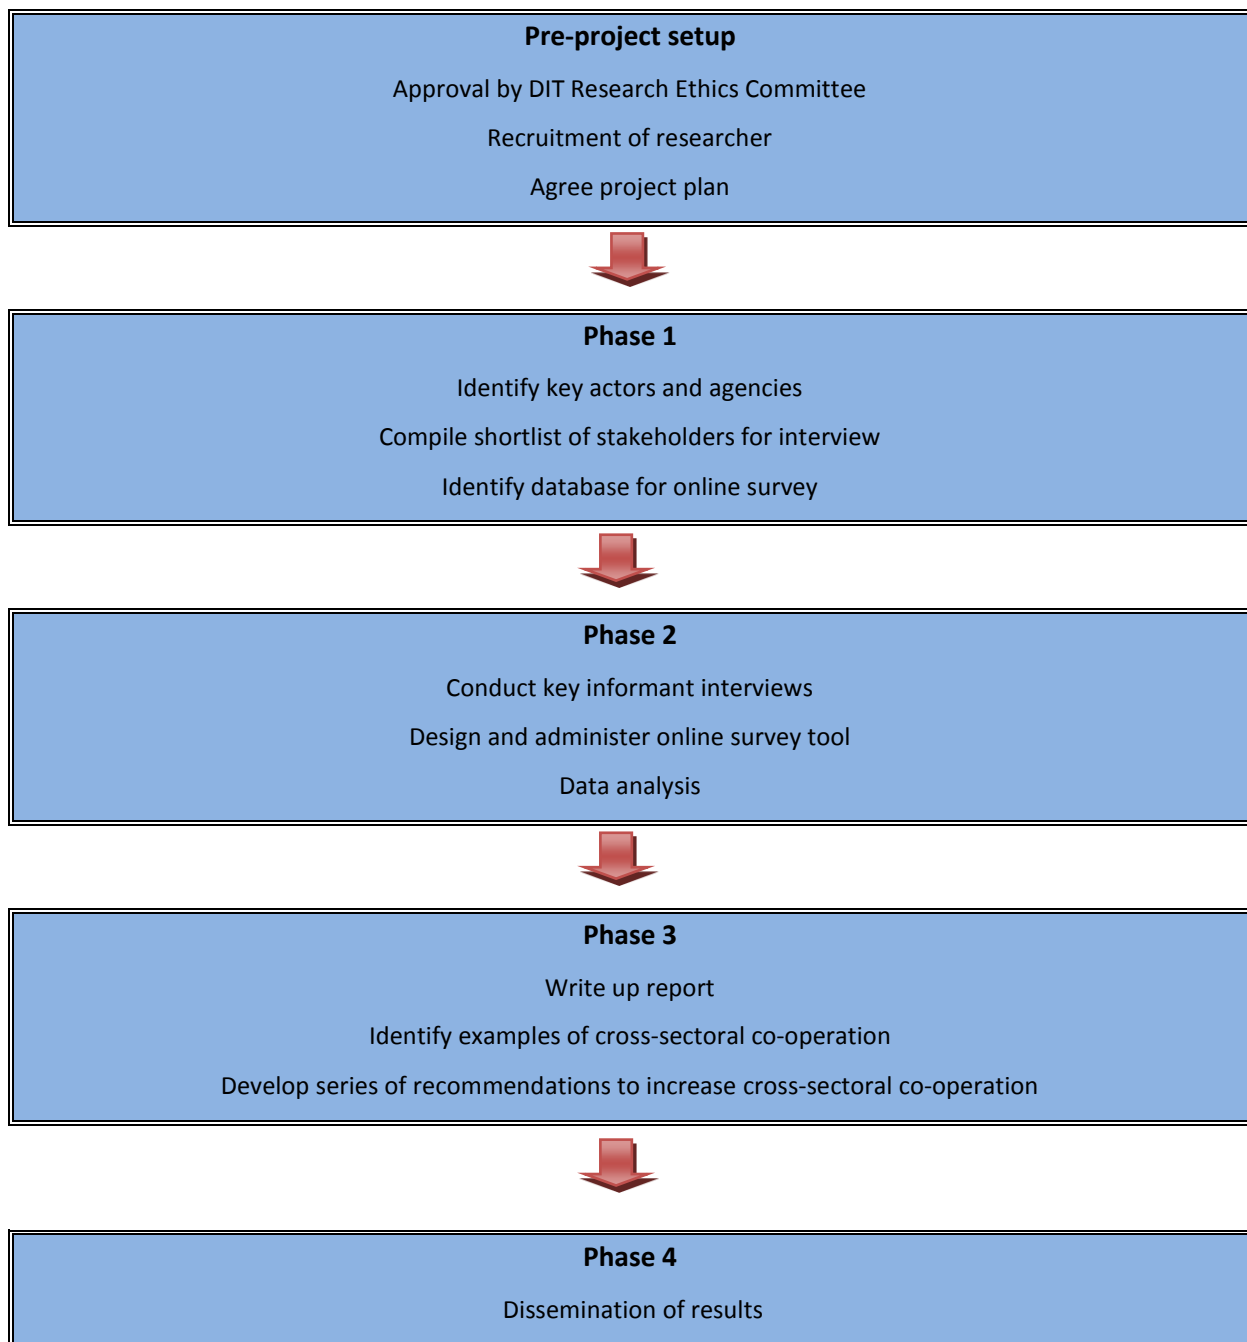 Pre-project setup
Approval by DIT Research Ethics Committee
Recruitment of researcher
Agree project plan
Phase 1
Identify key actors and agencies
Compile shortlist of stakeholders for interview
Identify database for online survey
Phase 2
Conduct key informant interviews
Design and administer online survey tool
Data analysis
Phase 3
Write up report
Identify examples of cross-sectoral co-operation
Develop series of recommendations to increase cross-sectoral co-operation
Phase 4
Dissemination of results